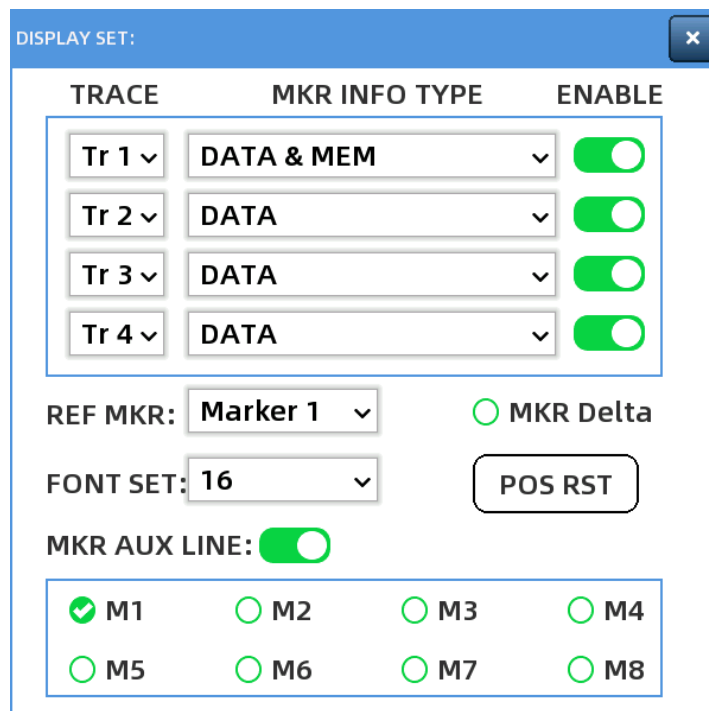 DISPLAY SET:
TRACE MKR INFO TYPE ENABLE
Tr 1 DATA & MEM
Tr 2 DATA
Tr 3 DATA
Tr 4 DATA
REF MKR: Marker 1 MKR Delta
FONT SET: 16 POS RST
MKR AUX LINE:
M1 M2 M3 M4
M5 M6 M7 M8